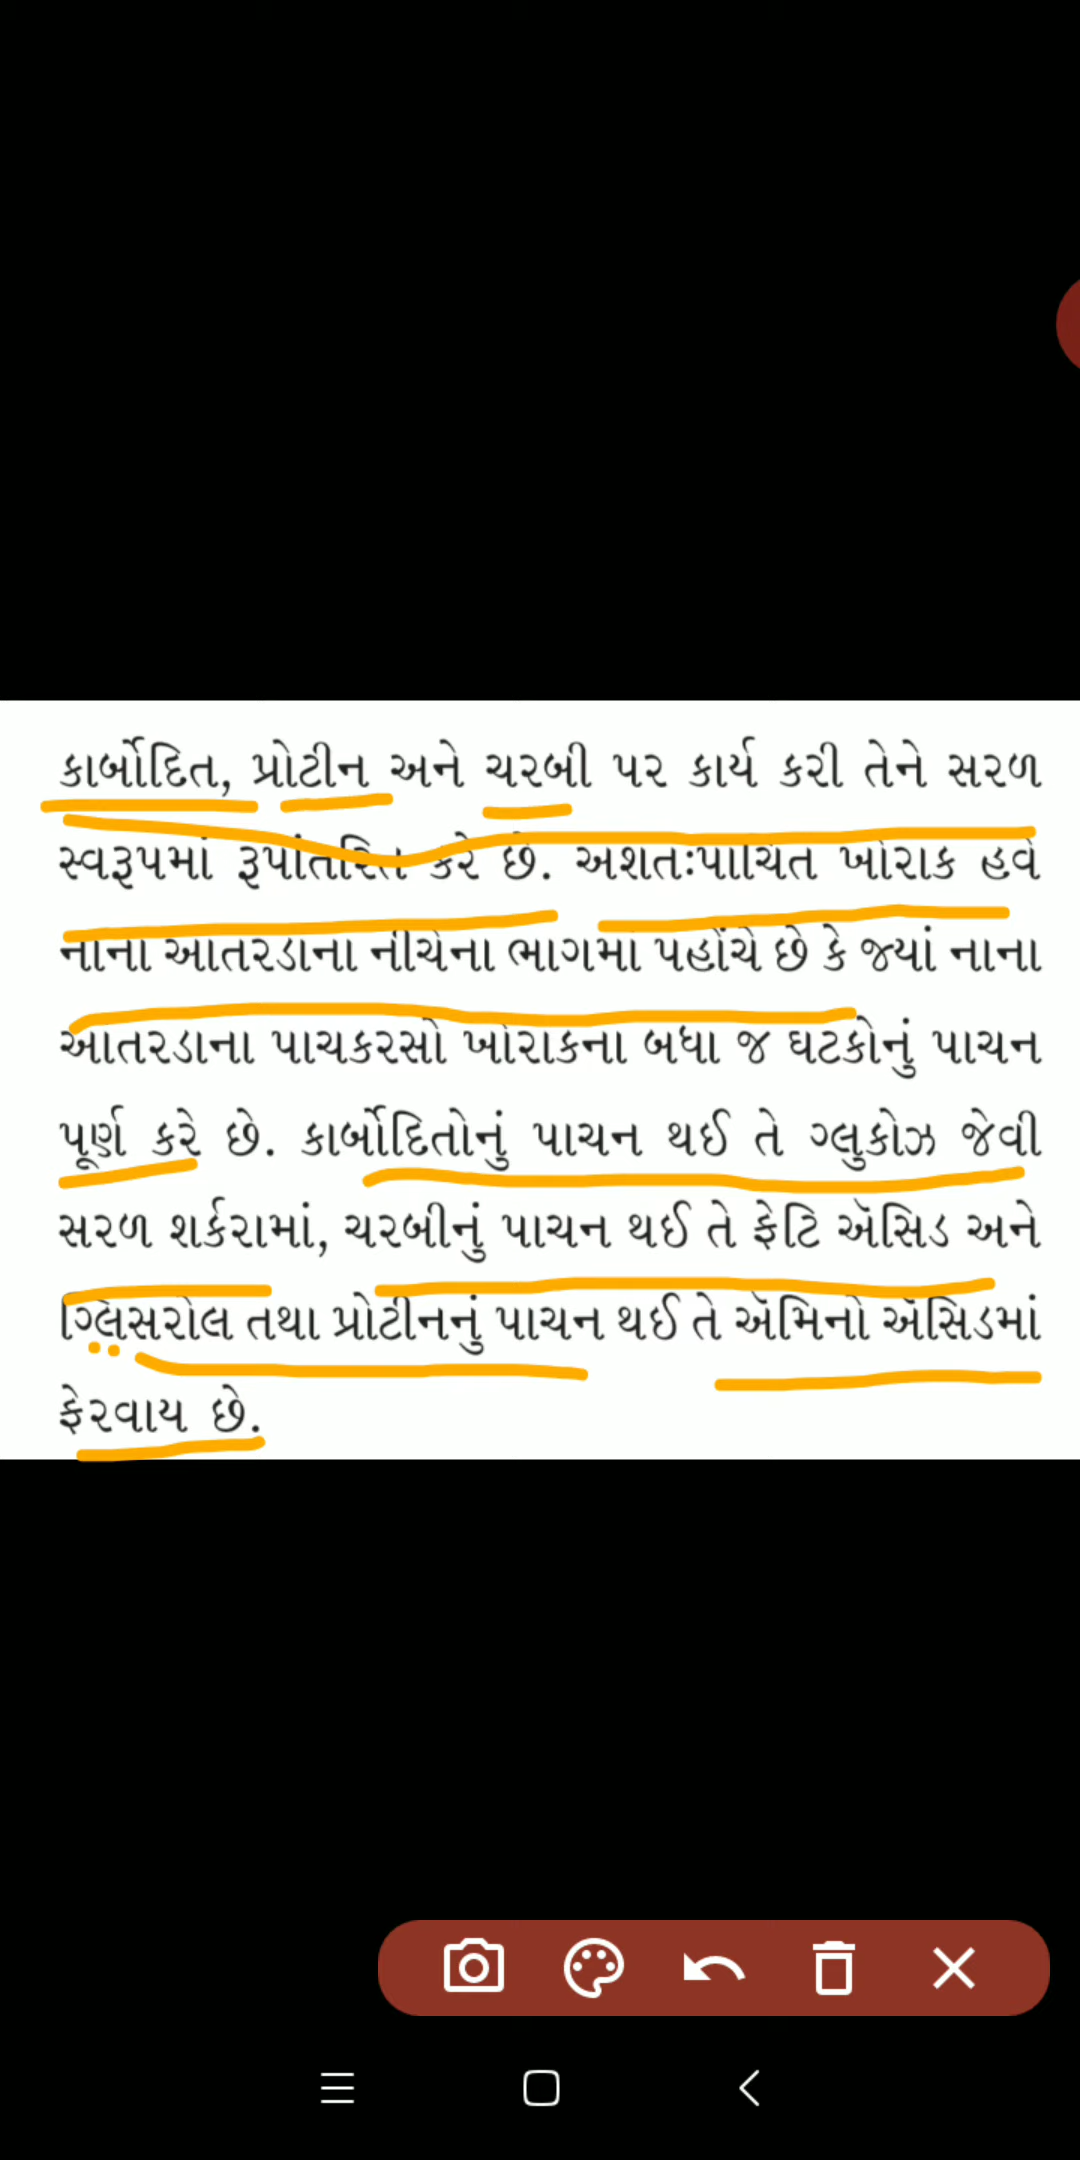 કાર્બોદિત, પ્રોટીન અને ચરબી પર કાર્ય કરી તેને સરળ
સ્વરૂપમાં રૂપાંતરિત કરે છે. અંશતઃપાચિત ખોરાક હવે
નાના આંતરડાના નીચેના ભાગમાં પહોંચે છે કે જ્યાં નાના
આંતરડાના પાચકરસો ખોરાકના બધા જ ઘટકોનું પાચન
પૂર્ણ કરે છે. કાર્બોદિતોનું પાચન થઈ તે ગ્લુકોઝ જેવી
સરળ શર્કરામાં, ચરબીનું પાચન થઈ તે ફેટિ ઍસિડ અને
ગ્લિસરોલ તથા પ્રોટીનનું પાચન થઈ તે ઍમિનો ઍસિડમાં
ફેરવાય છે.